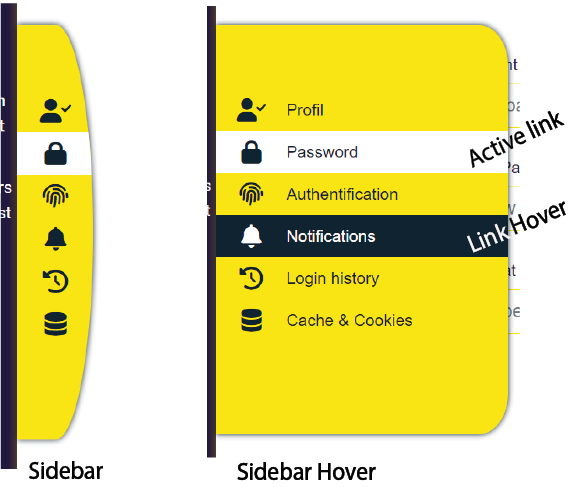 Profil
Password
Active link
Authentification
Notifications
Link Hover
Login history
Cache & Cookies
Sidebar
Sidebar Hover